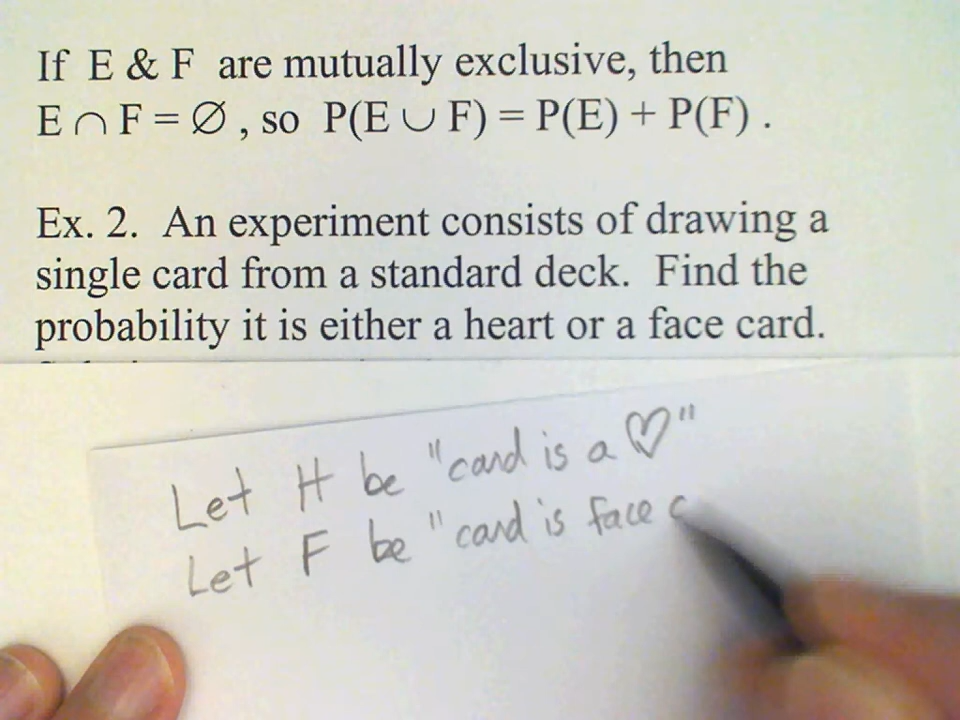 If E & F are mutually exclusive, then
E ∩ F = ∅ , so P(E ∪ F) = P(E) + P(F) .
Ex. 2. An experiment consists of drawing a
single card from a standard deck. Find the
probability it is either a heart or a face card.
Let H be "card is a ♡"
Let F be "card is face c